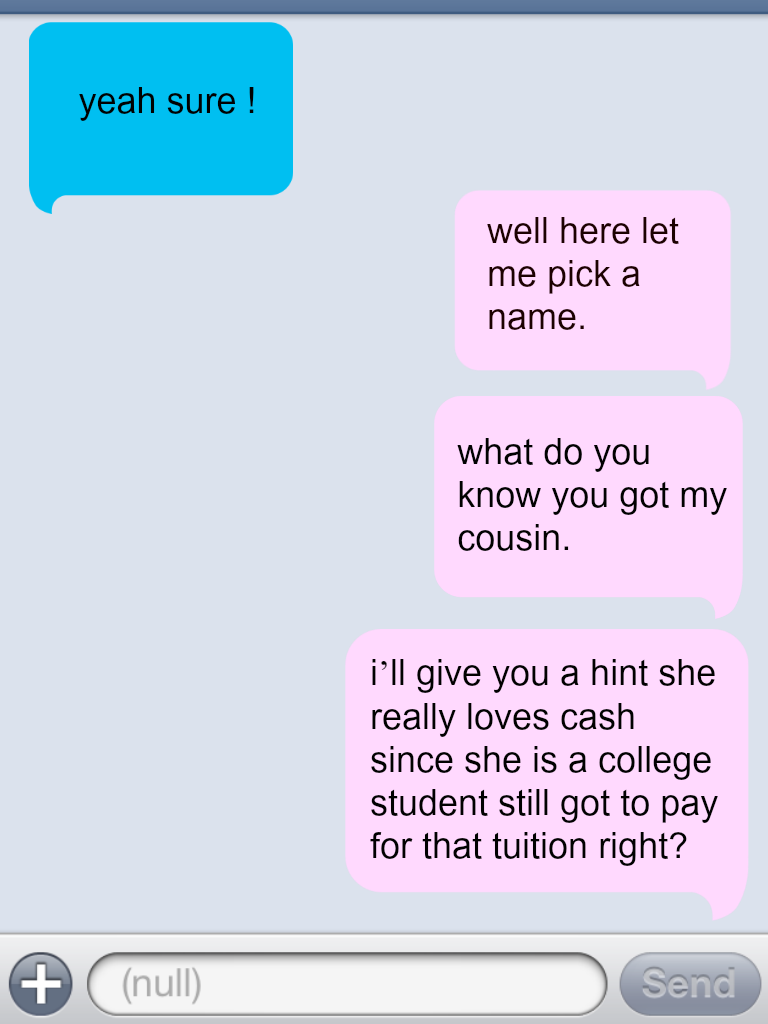 yeah sure !
well here let
me pick a
name.
what do you
know you got my
cousin.
i’ll give you a hint she
really loves cash
since she is a college
student still got to pay
for that tuition right?
(null)
Send